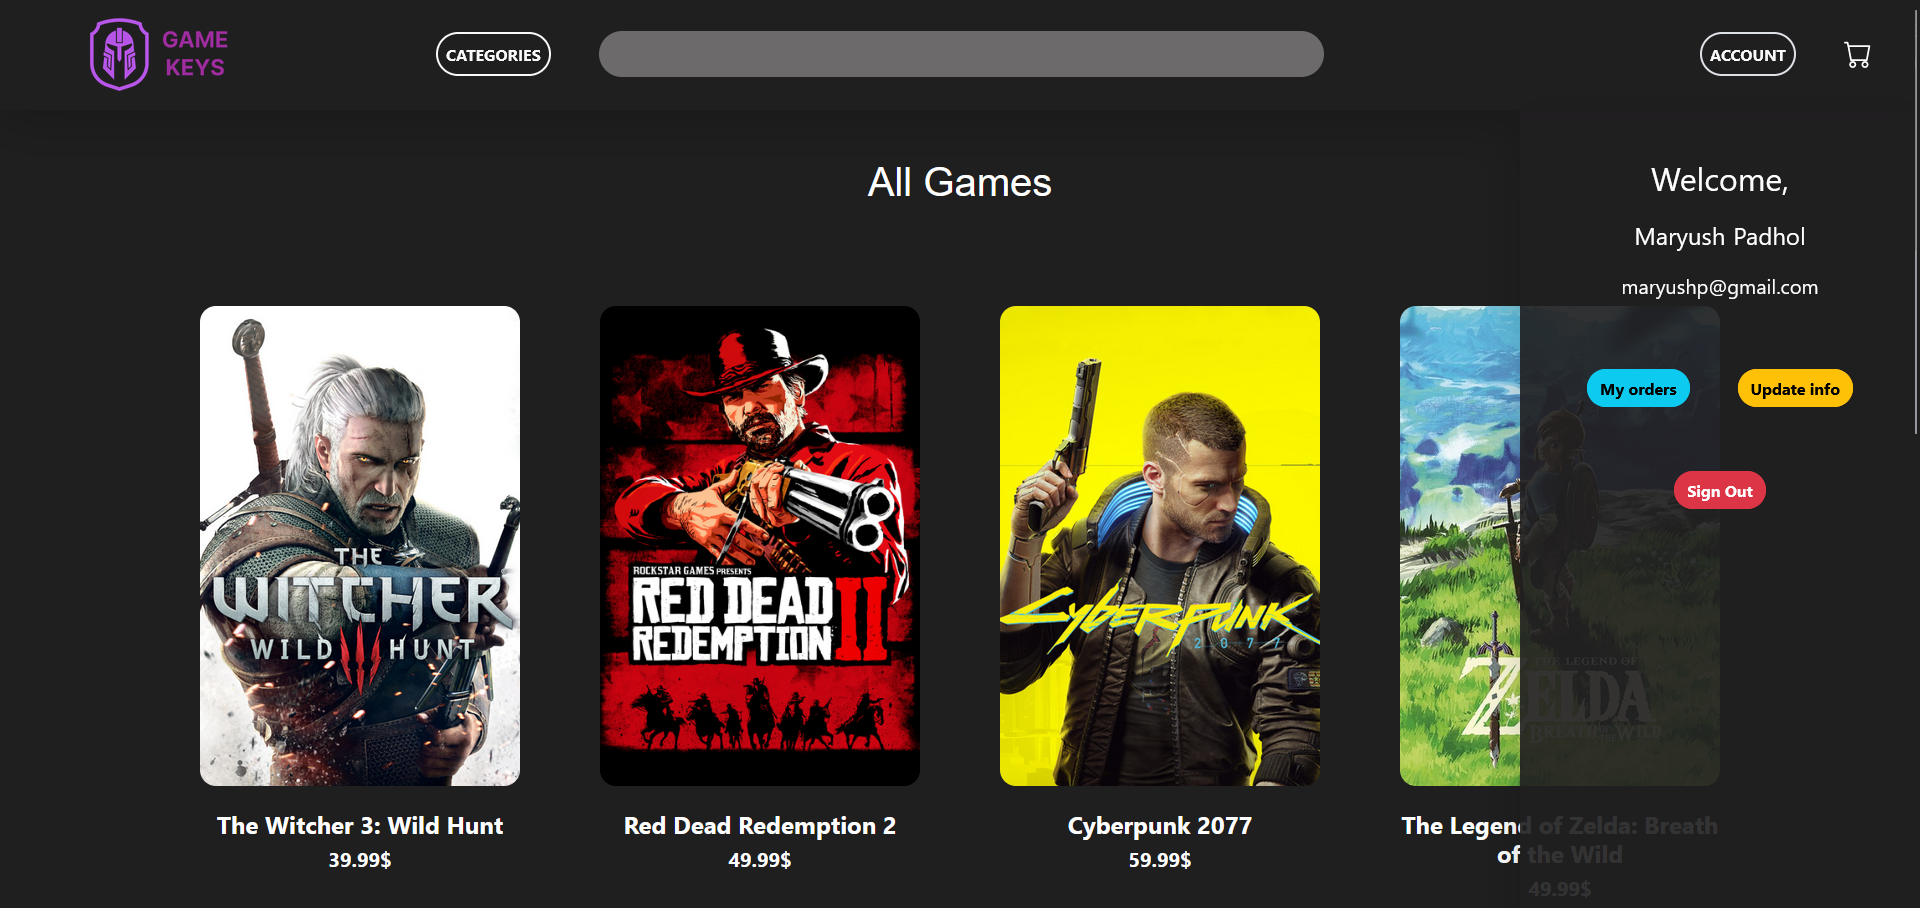 GAME
KEYS
CATEGORIES
ACCOUNT
All Games
Welcome,
Maryush Padhol
maryushp@gmail.com
My orders
Update info
Sign Out
THE
WITCHER
WILD III HUNT
ROCKSTAR GAMES PRESENTS
RED DEAD
REDEMPTION II
Cyberpunk
2077
THE LEGEND OF
ZELDA
BREATH OF THE WILD
The Witcher 3: Wild Hunt
39.99$
Red Dead Redemption 2
49.99$
Cyberpunk 2077
59.99$
The Legend of Zelda: Breath
of the Wild
49.99$